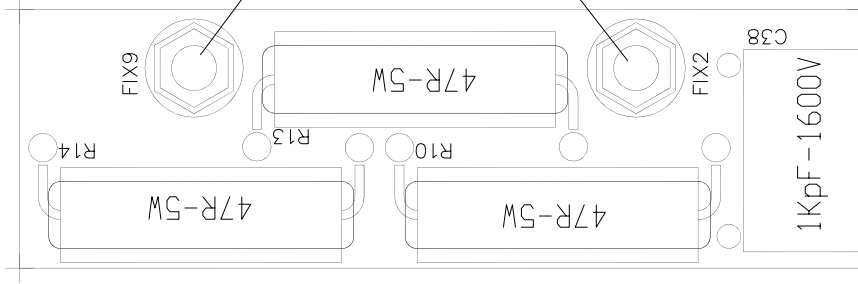 FIX9
47R-5W
FIX2
C38
1KpF-1600V
R13
R14
R10
47R-5W
47R-5W